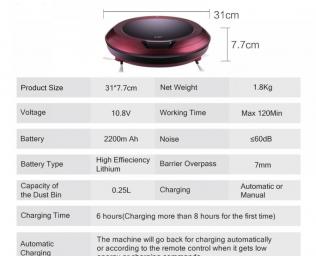 31cm
7.7cm
Product Size 31*7.7cm Net Weight 1.8Kg
Voltage 10.8V Working Time Max 120Min
Battery 2200m Ah Noise ≤60dB
Battery Type High Effieciency Lithium Barrier Overpass 7mm
Capacity of the Dust Bin 0.25L Charging Automatic or Manual
Charging Time 6 hours(Charging more than 8 hours for the first time)
Automatic Charging The machine will go back for charging automatically
or according to the remote control when it gets low